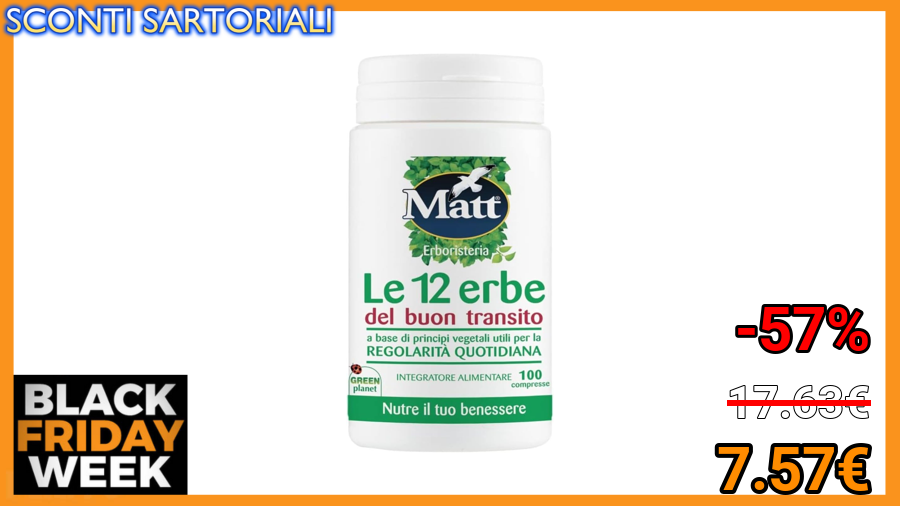 SCONTI SARTORIALI
Matt
Erboristeria
Le 12 erbe
del buon transito
a base di principi vegetali utili per la
REGOLARITÀ QUOTIDIANA
GREEN
planet
INTEGRATORE ALIMENTARE 100
compresse
Nutre il tuo benessere
BLACK
FRIDAY
WEEK
-57%
17.63€
7.57€